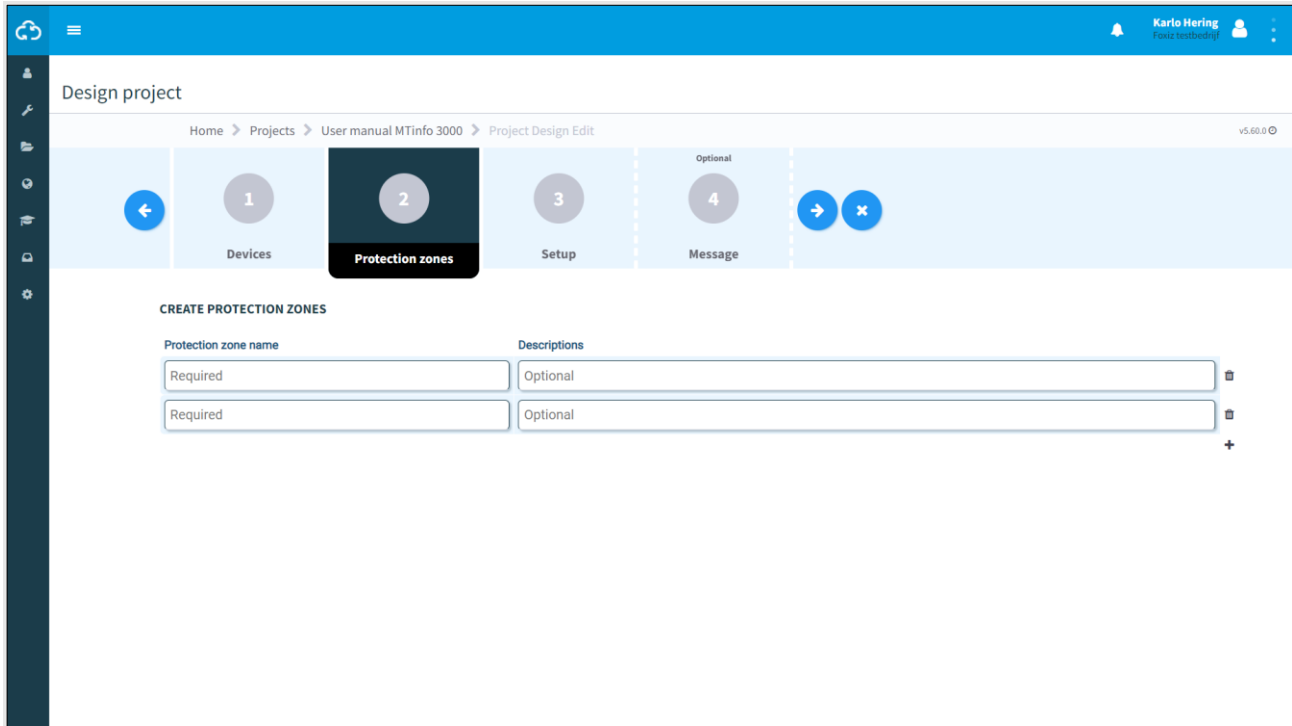 Karlo Hering
Foxiz testbedrijf
Design project
Home Projects User manual MTinfo 3000 Project Design Edit
v5.60.0
Optional
1 2 3 4
Devices Protection zones Setup Message
CREATE PROTECTION ZONES
Protection zone name Descriptions
Required Optional
Required Optional